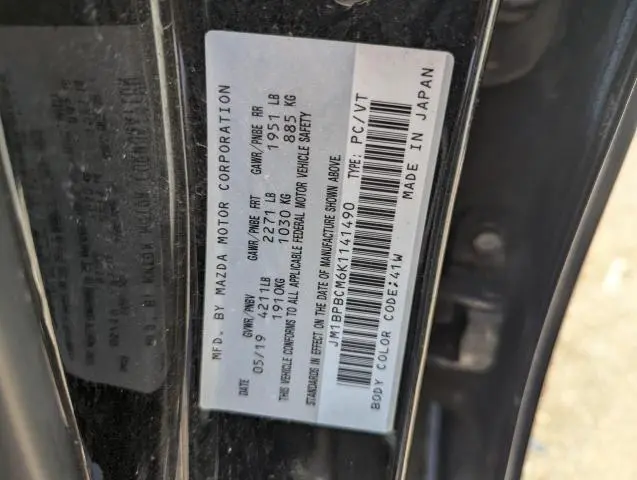 MFD. BY MAZDA MOTOR CORPORATION
DATE GVWR/PNBV GAWR/PNBE FRT GAWR/PNBE RR
05/19 4211LB 2271 LB 1951 LB
1910KG 1030 KG 885 KG
THIS VEHICLE CONFORMS TO ALL APPLICABLE FEDERAL MOTOR VEHICLE SAFETY
STANDARDS IN EFFECT ON THE DATE OF MANUFACTURE SHOWN ABOVE.
JM1BPBCM6K1141490 TYPE: PC/VT
BODY COLOR CODE:41W MADE IN JAPAN